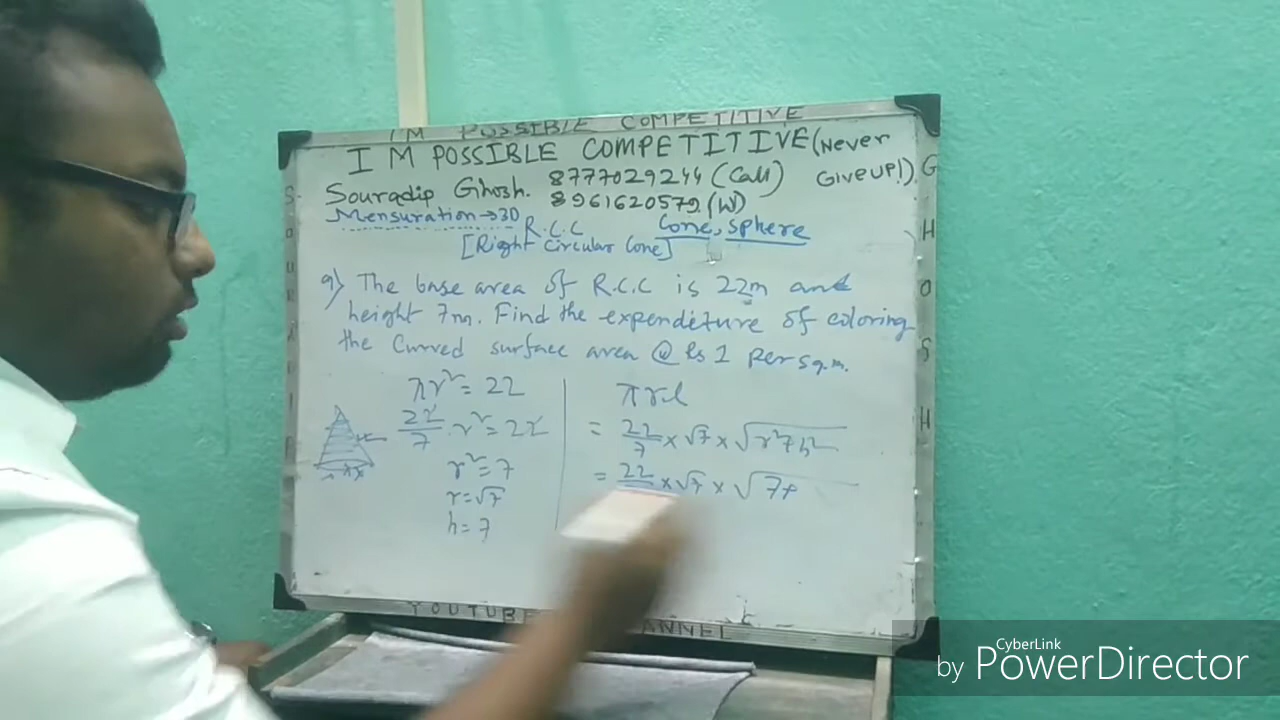 I'M POSSIBLE COMPETITIVE
I M POSSIBLE COMPETITIVE (Never
Give UP!)
Souradip Ghosh. 8777029244 (Call)
8961620579 (W)
Mensuration → 30
R.C.C
Cone, Sphere
[Right Circular Cone]
9) The base area of R.C.C is 22m and
height 7m. Find the expenditure of coloring
the Curved surface area @ Rs 1 per sq.m.
πr² = 22
22/7 · r² = 22
r² = 7
r = √7
h = 7
πrl
= 22/7 × √7 × √r²+h²
= 22 × √7 × √7+
GHOSH
YOUTUBE
CyberLink
by PowerDirector